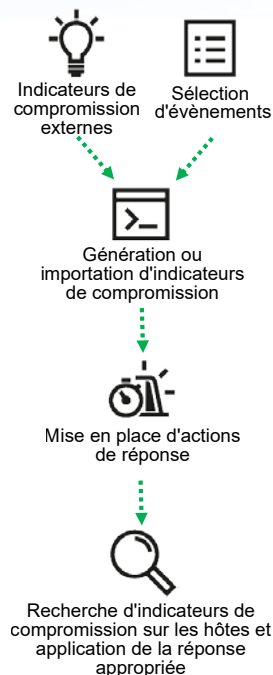 Indicateurs de
compromission
externes
Sélection
d'évènements
Génération ou
importation d'indicateurs
de compromission
Mise en place d'actions
de réponse
Recherche d'indicateurs de
compromission sur les hôtes et
application de la réponse
appropriée